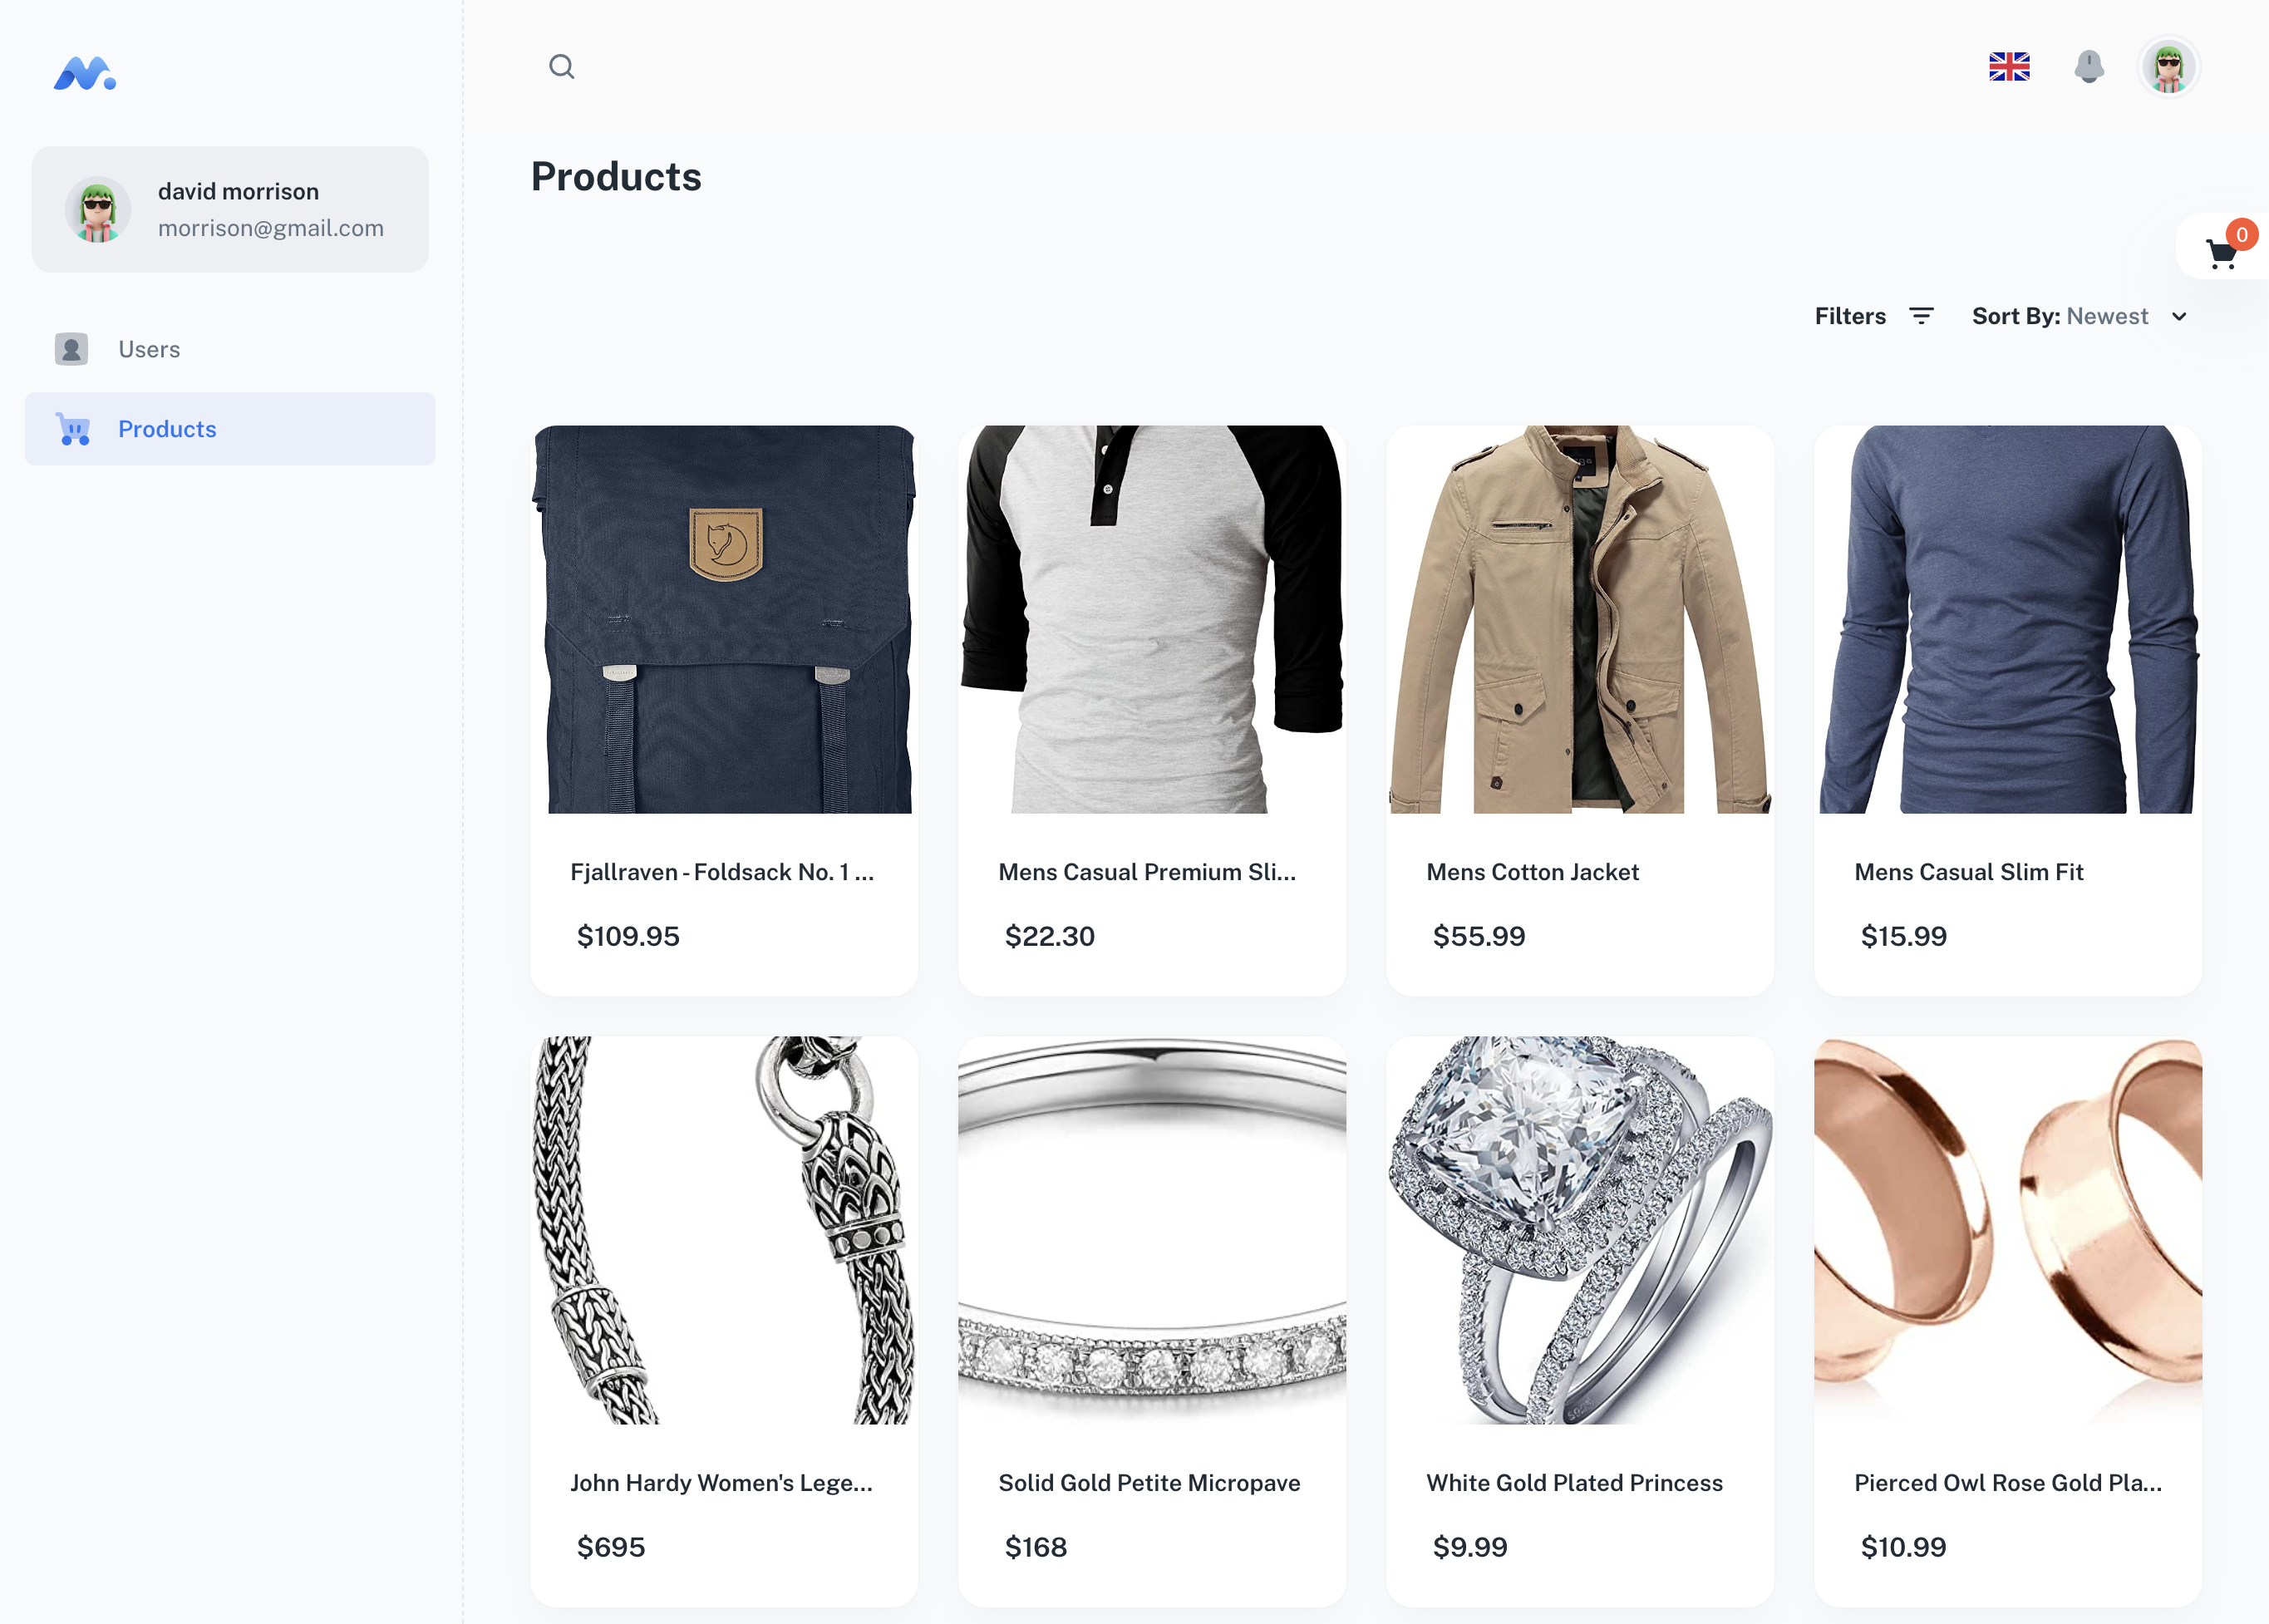 david morrison
morrison@gmail.com
Users
Products
Products
0
Filters
Sort By: Newest
Fjallraven - Foldsack No. 1 ...
$109.95
Mens Casual Premium Sli...
$22.30
Mens Cotton Jacket
$55.99
Mens Casual Slim Fit
$15.99
John Hardy Women's Lege...
$695
Solid Gold Petite Micropave
$168
White Gold Plated Princess
$9.99
Pierced Owl Rose Gold Pla...
$10.99